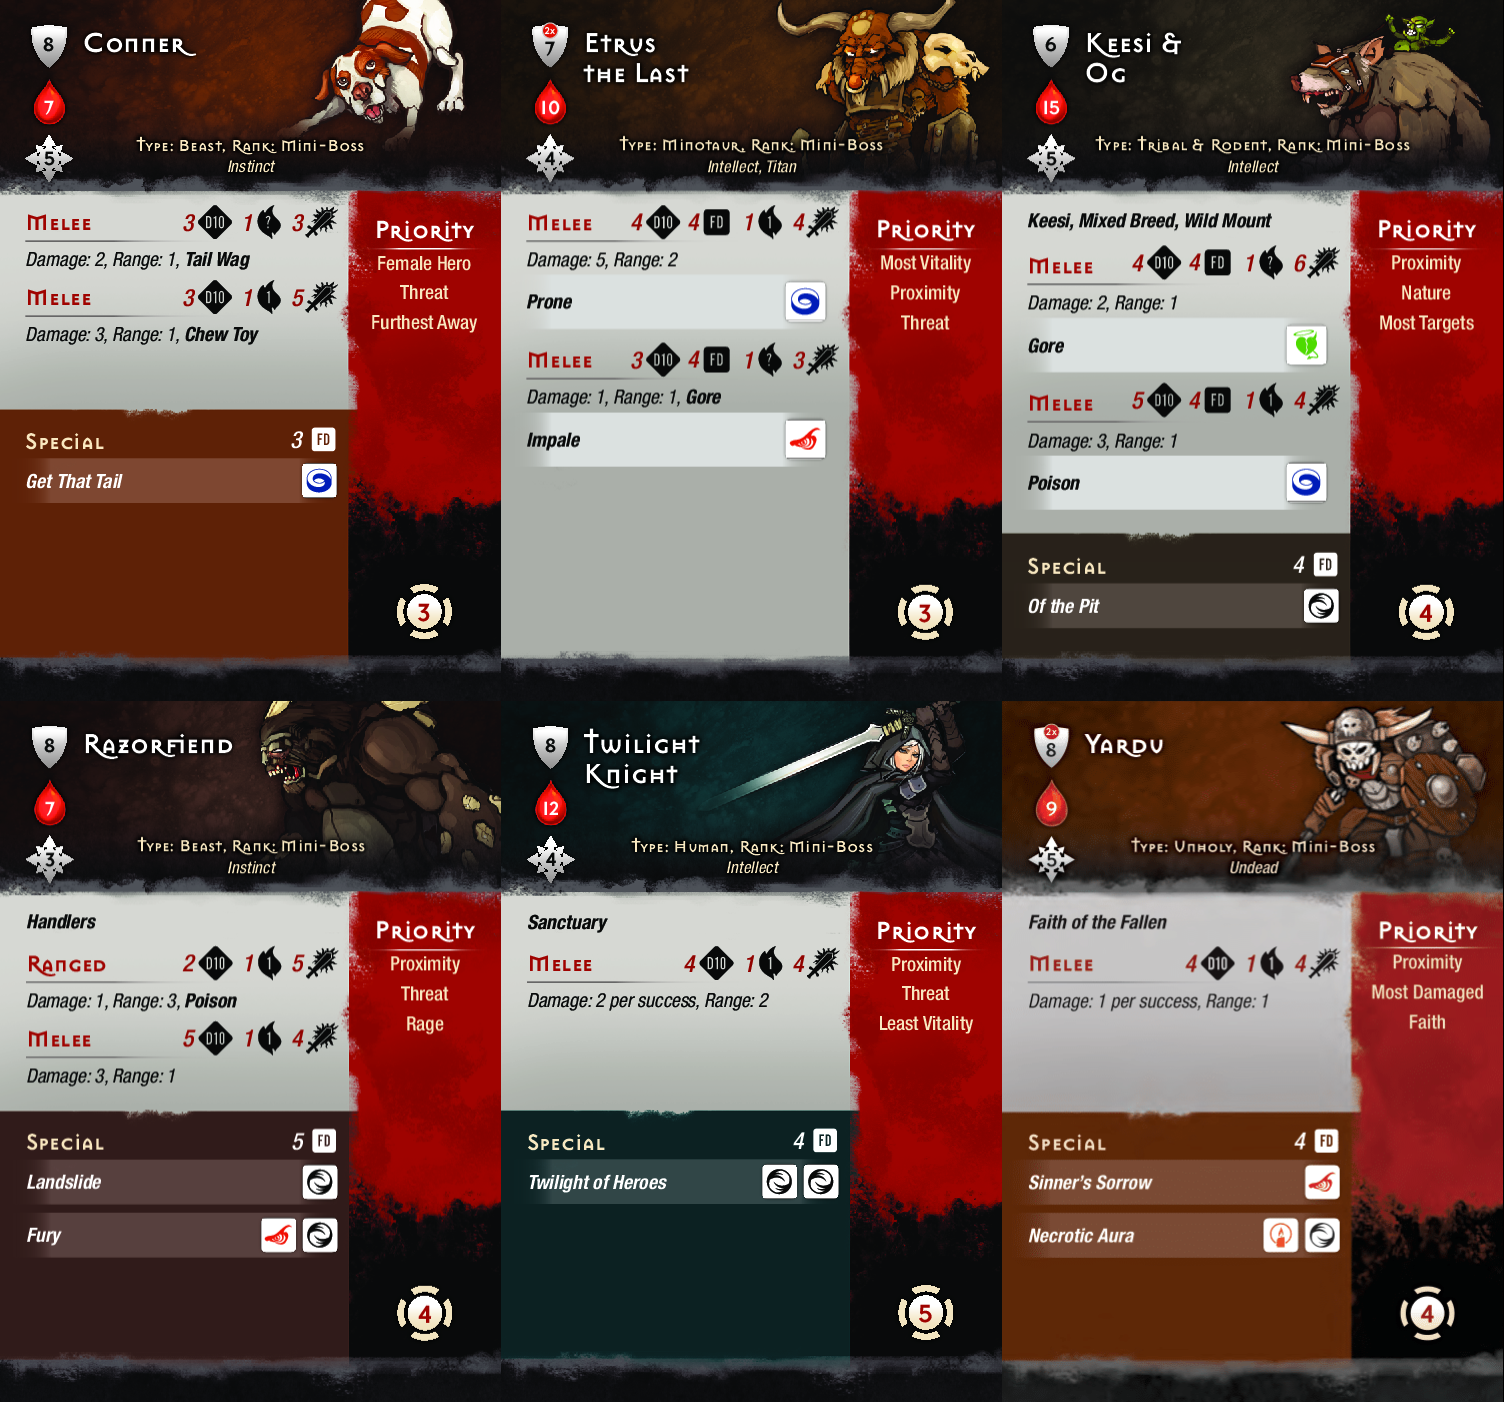 8 Conner
7
5
Type: Beast, Rank: Mini-Boss
Instinct
Melee 3 D10 1 ? 3
Damage: 2, Range: 1, Tail Wag
Melee 3 D10 1 1 5
Damage: 3, Range: 1, Chew Toy
Special 3 FD
Get That Tail
Priority
Female Hero
Threat
Furthest Away
3
2x
7 Etrus
the Last
10
4
Type: Minotaur, Rank: Mini-Boss
Intellect, Titan
Melee 4 D10 4 FD 1 1 4
Damage: 5, Range: 2
Prone
Melee 3 D10 4 FD 1 ? 3
Damage: 1, Range: 1, Gore
Impale
Priority
Most Vitality
Proximity
Threat
3
6 Keesi &
Og
15
5
Type: Tribal & Rodent, Rank: Mini-Boss
Intellect
Keesi, Mixed Breed, Wild Mount
Melee 4 D10 4 FD 1 ? 6
Damage: 2, Range: 1
Gore
Melee 5 D10 4 FD 1 1 4
Damage: 3, Range: 1
Poison
Special 4 FD
Of the Pit
Priority
Proximity
Nature
Most Targets
4
8 Razorfiend
7
3
Type: Beast, Rank: Mini-Boss
Instinct
Handlers
Ranged 2 D10 1 1 5
Damage: 1, Range: 3, Poison
Melee 5 D10 1 1 4
Damage: 3, Range: 1
Special 5 FD
Landslide
Fury
Priority
Proximity
Threat
Rage
4
8 Twilight
Knight
12
4
Type: Human, Rank: Mini-Boss
Intellect
Sanctuary
Melee 4 D10 1 1 4
Damage: 2 per success, Range: 2
Special 4 FD
Twilight of Heroes
Priority
Proximity
Threat
Least Vitality
5
2x
8 Yardu
9
5
Type: Unholy, Rank: Mini-Boss
Undead
Faith of the Fallen
Melee 4 D10 1 1 4
Damage: 1 per success, Range: 1
Special 4 FD
Sinner's Sorrow
Necrotic Aura
Priority
Proximity
Most Damaged
Faith
4